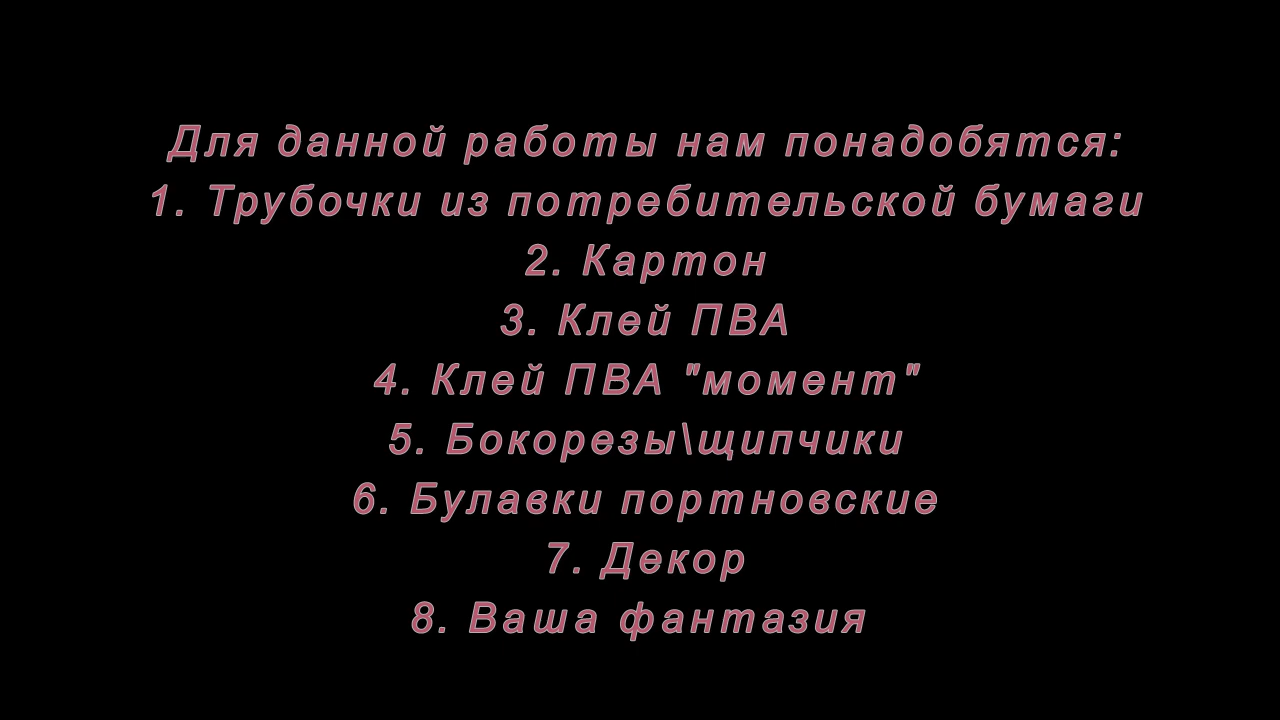 Для данной работы нам понадобятся:
1. Трубочки из потребительской бумаги
2. Картон
3. Клей ПВА
4. Клей ПВА "момент"
5. Бокорезы\щипчики
6. Булавки портновские
7. Декор
8. Ваша фантазия